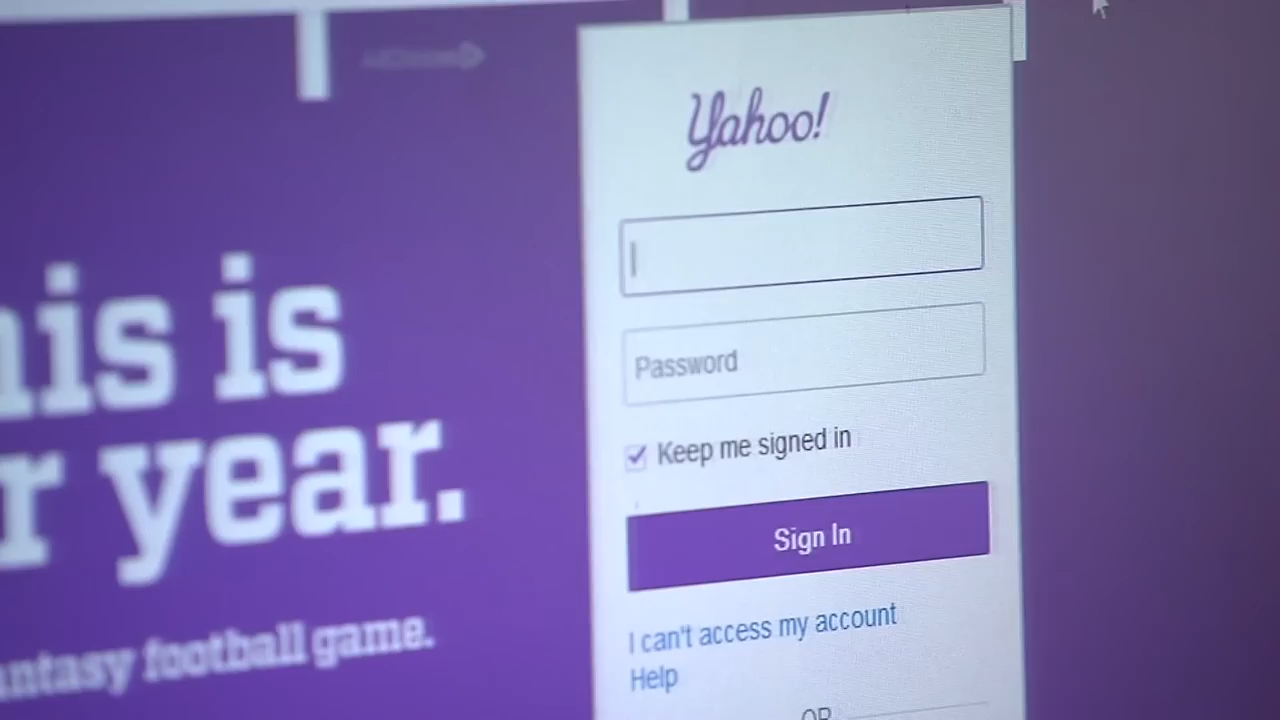 his is
r year.
antasy football game.
Yahoo!
Password
Keep me signed in
Sign In
I can't access my account
Help
OR